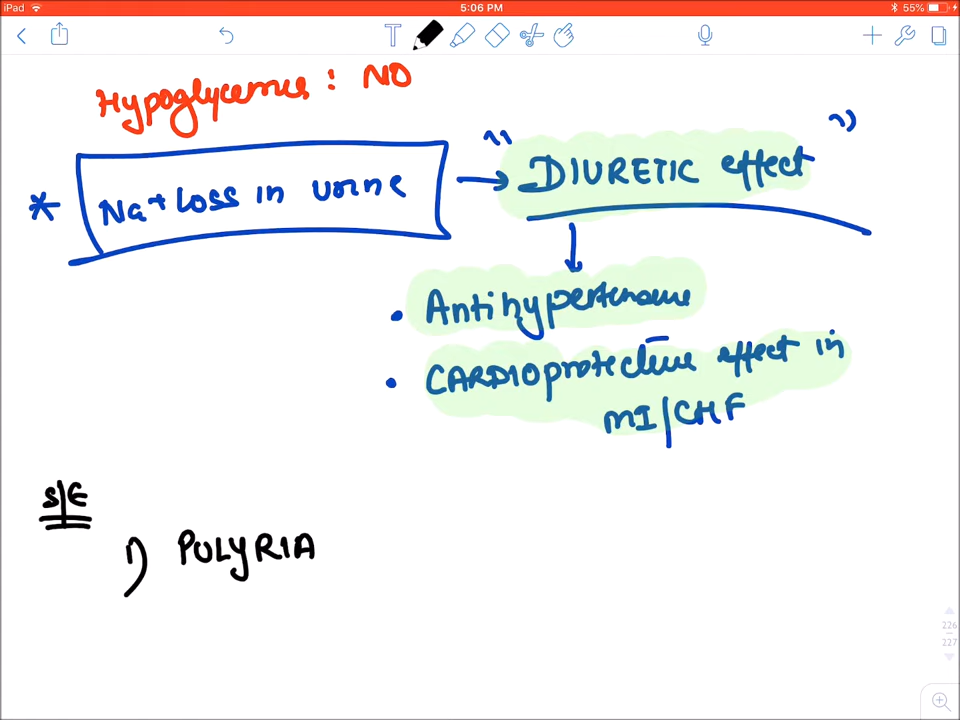 iPad 5:06 PM 55%
T
Hypoglycemia : NO
* Na+ Loss in urine → " DIURETIC effect "
• Antihypertensive
• CARDIOprotective effect in
MI/CHF
S/E
1) POLYRIA
226
227